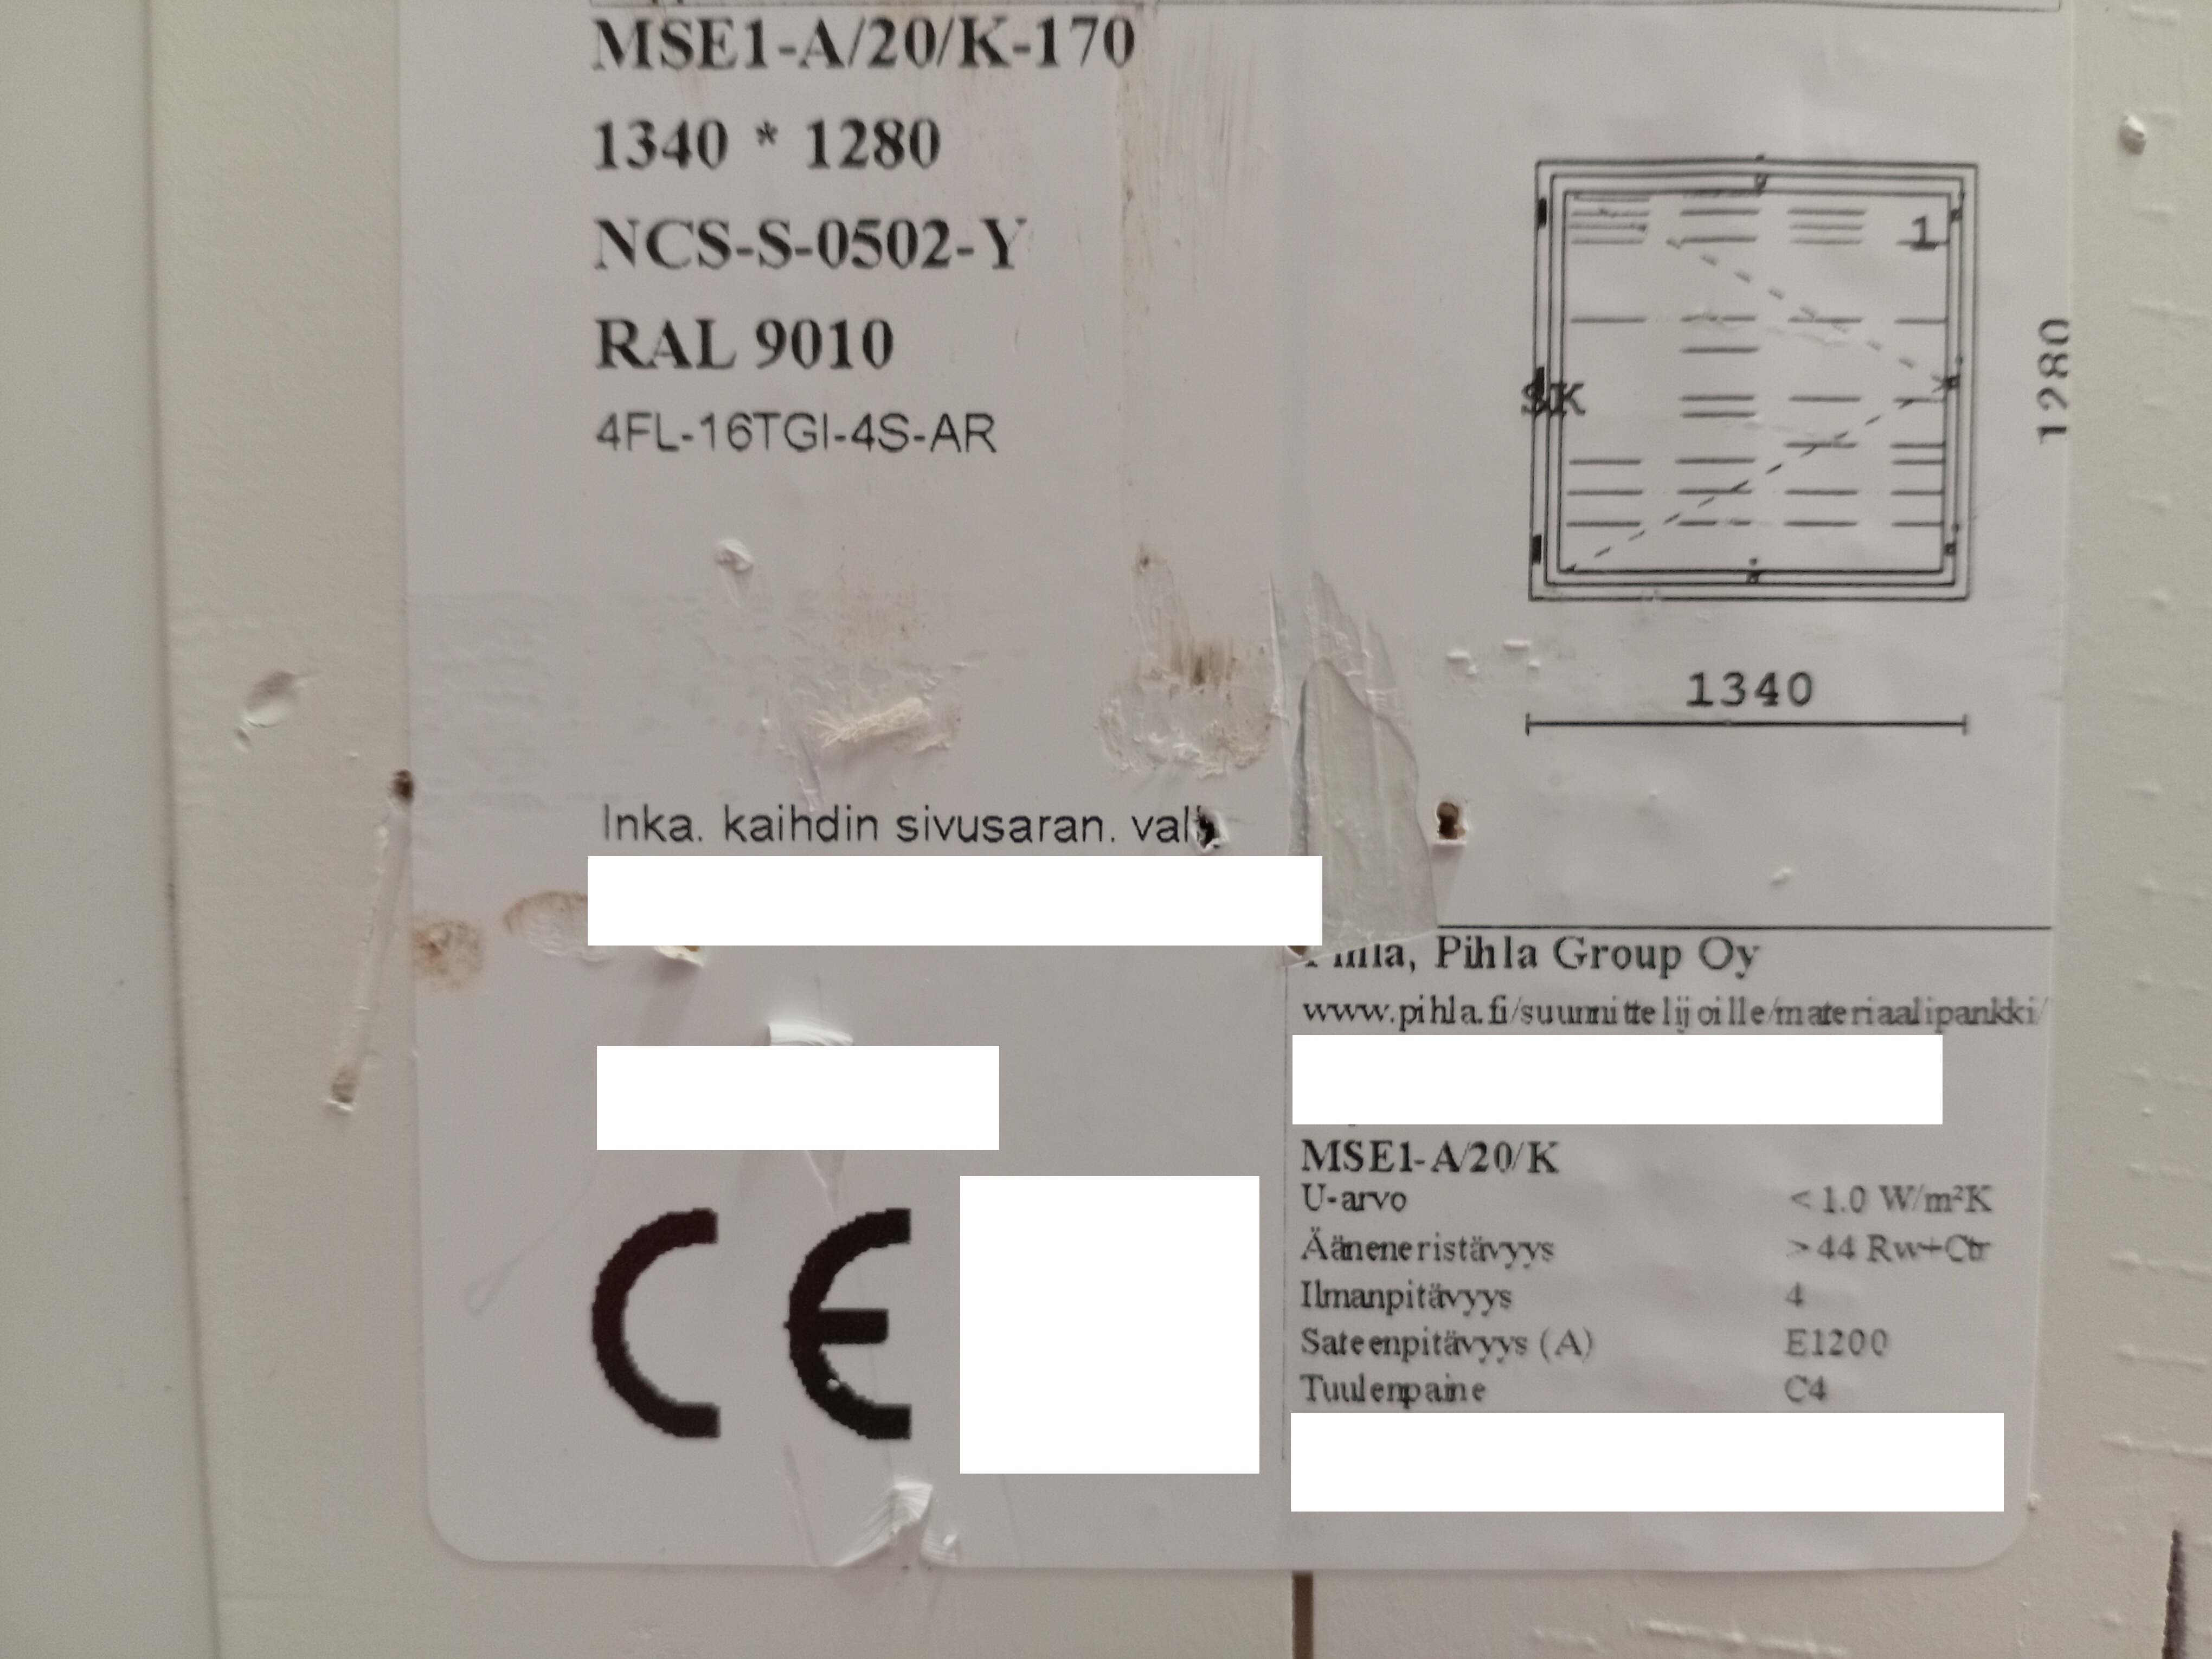 MSE1-A/20/K-170
1340 * 1280
NCS-S-0502-Y
RAL 9010
4FL-16TGI-4S-AR
1
SK
1280
1340
Inka. kaihdin sivusaran.
Pihla Group Oy
www.pihla.fi/suunnittelijoille/materiaalipankki/
MSE1-A/20/K
U-arvo < 1.0 W/m²K
Ääneneristävyys > 44 Rw+Ctr
Ilmanpitävyys 4
Sateenpitävyys (A) E1200
Tuulenpaine C4
CE